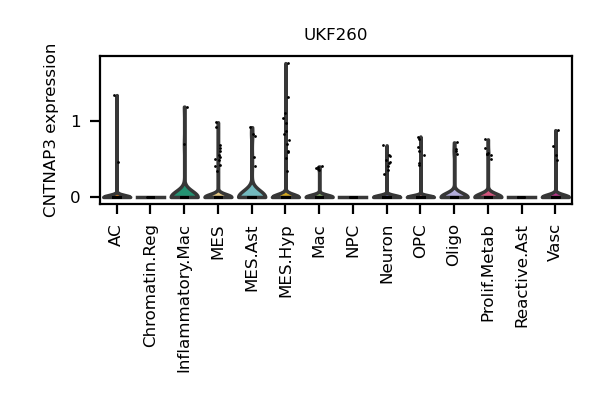 UKF260
CNTNAP3 expression
1
0
AC
Chromatin.Reg
Inflammatory.Mac
MES
MES.Ast
MES.Hyp
Mac
NPC
Neuron
OPC
Oligo
Prolif.Metab
Reactive.Ast
Vasc